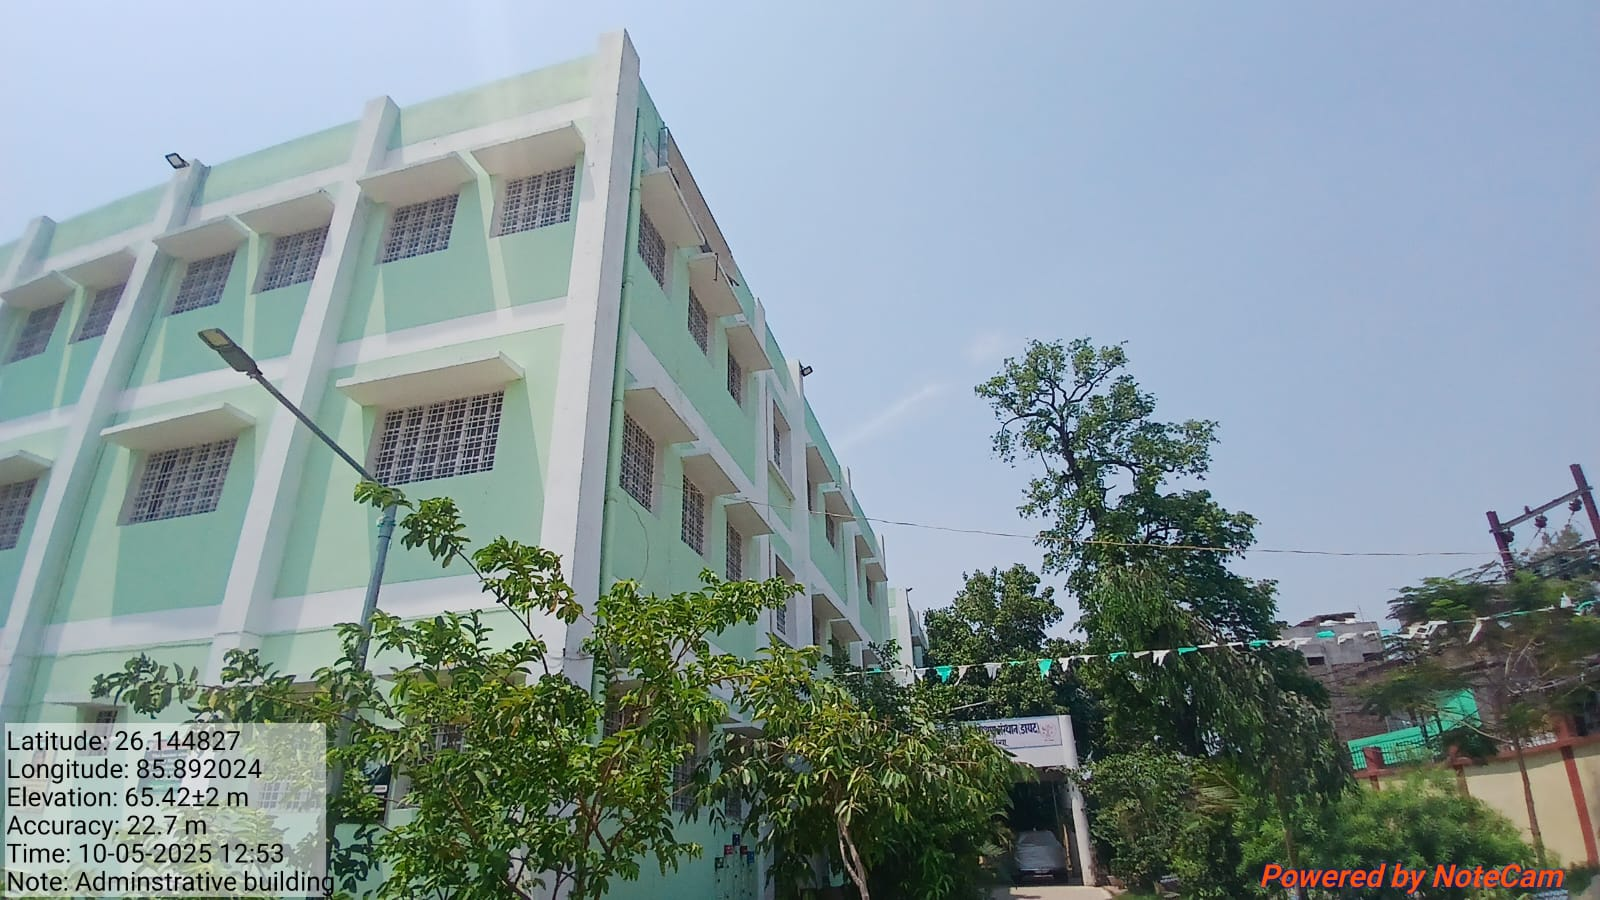 संस्थान (डायट)
Latitude: 26.144827
Longitude: 85.892024
Elevation: 65.42±2 m
Accuracy: 22.7 m
Time: 10-05-2025 12:53
Note: Adminstrative building
Powered by NoteCam